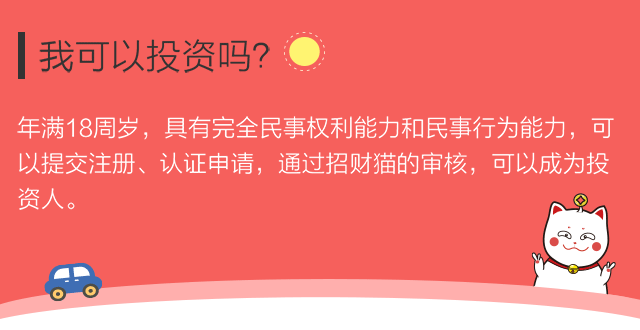 我可以投资吗?
年满18周岁，具有完全民事权利能力和民事行为能力，可
以提交注册、认证申请，通过招财猫的审核，可以成为投
资人。